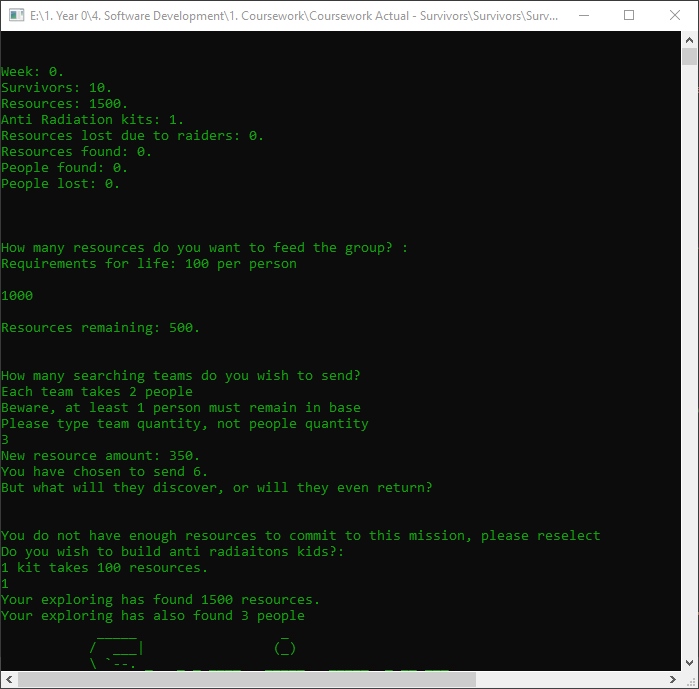 E:\1. Year 0\4. Software Development\1. Coursework\Coursework Actual - Survivors\Survivors\Surv...
Week: 0.
Survivors: 10.
Resources: 1500.
Anti Radiation kits: 1.
Resources lost due to raiders: 0.
Resources found: 0.
People found: 0.
People lost: 0.
How many resources do you want to feed the group? :
Requirements for life: 100 per person
1000
Resources remaining: 500.
How many searching teams do you wish to send?
Each team takes 2 people
Beware, at least 1 person must remain in base
Please type team quantity, not people quantity
3
New resource amount: 350.
You have chosen to send 6.
But what will they discover, or will they even return?
You do not have enough resources to commit to this mission, please reselect
Do you wish to build anti radiaitons kids?:
1 kit takes 100 resources.
1
Your exploring has found 1500 resources.
Your exploring has also found 3 people